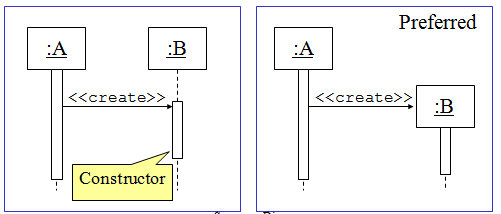 :A
:B
<<create>>
Constructor
Preferred
:A
<<create>>
:B